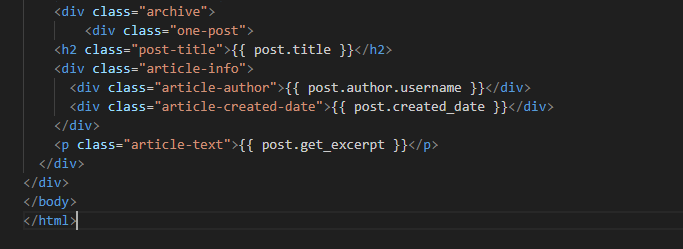 <div class="archive">
<div class="one-post">
<h2 class="post-title">{{ post.title }}</h2>
<div class="article-info">
<div class="article-author">{{ post.author.username }}</div>
<div class="article-created-date">{{ post.created_date }}</div>
</div>
<p class="article-text">{{ post.get_excerpt }}</p>
</div>
</div>
</body>
</html>